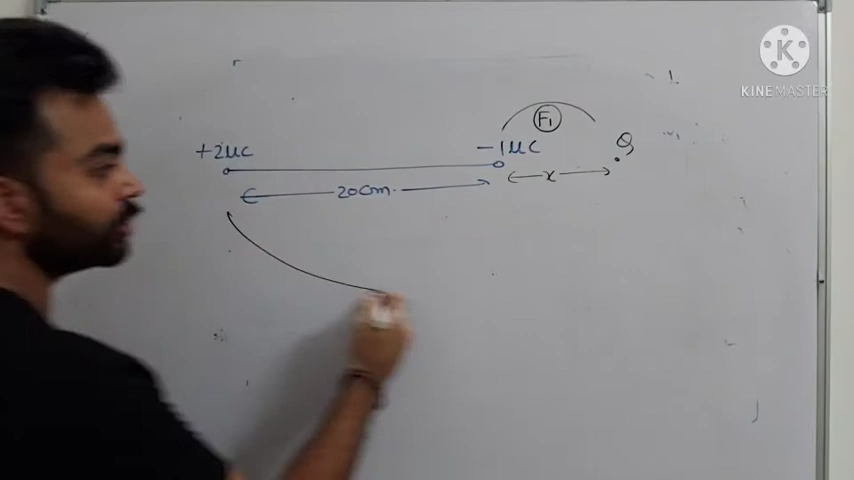 K
KINEMASTER
F1
+2μc
-1μc
Q
20cm.
x